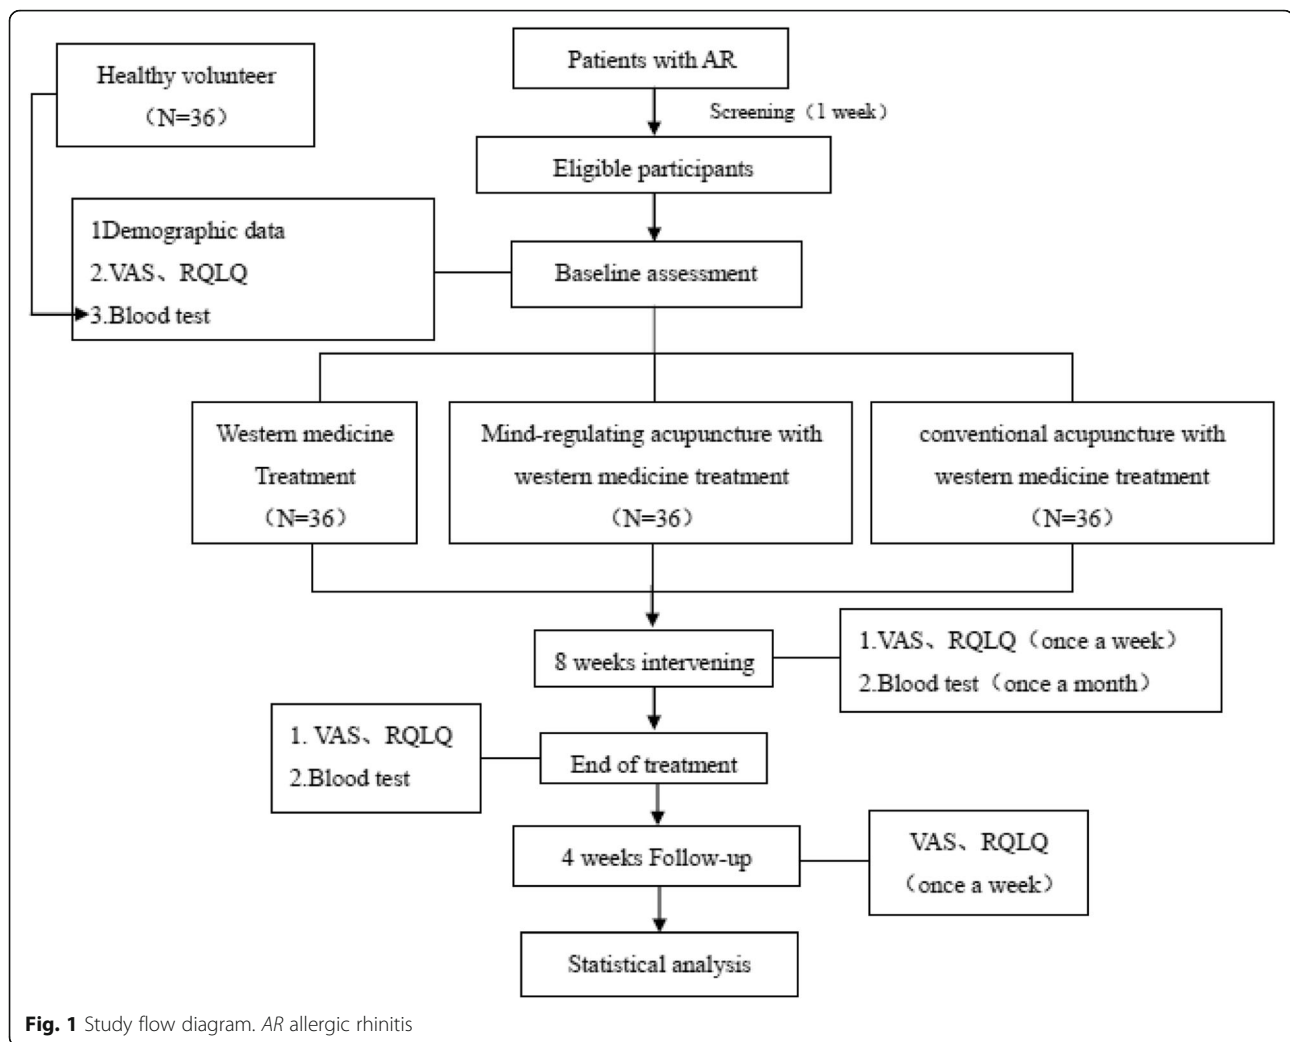 Patients with AR
Healthy volunteer
（N=36）
Screening（1 week）
Eligible participants
1Demographic data
2.VAS、RQLQ
3.Blood test
Baseline assessment
Western medicine
Treatment
（N=36）
Mind-regulating acupuncture with
western medicine treatment
（N=36）
conventional acupuncture with
western medicine treatment
（N=36）
8 weeks intervening
1.VAS、RQLQ（once a week）
2.Blood test（once a month）
1. VAS、RQLQ
2.Blood test
End of treatment
4 weeks Follow-up
VAS、RQLQ
（once a week）
Statistical analysis
Fig. 1 Study flow diagram. AR allergic rhinitis